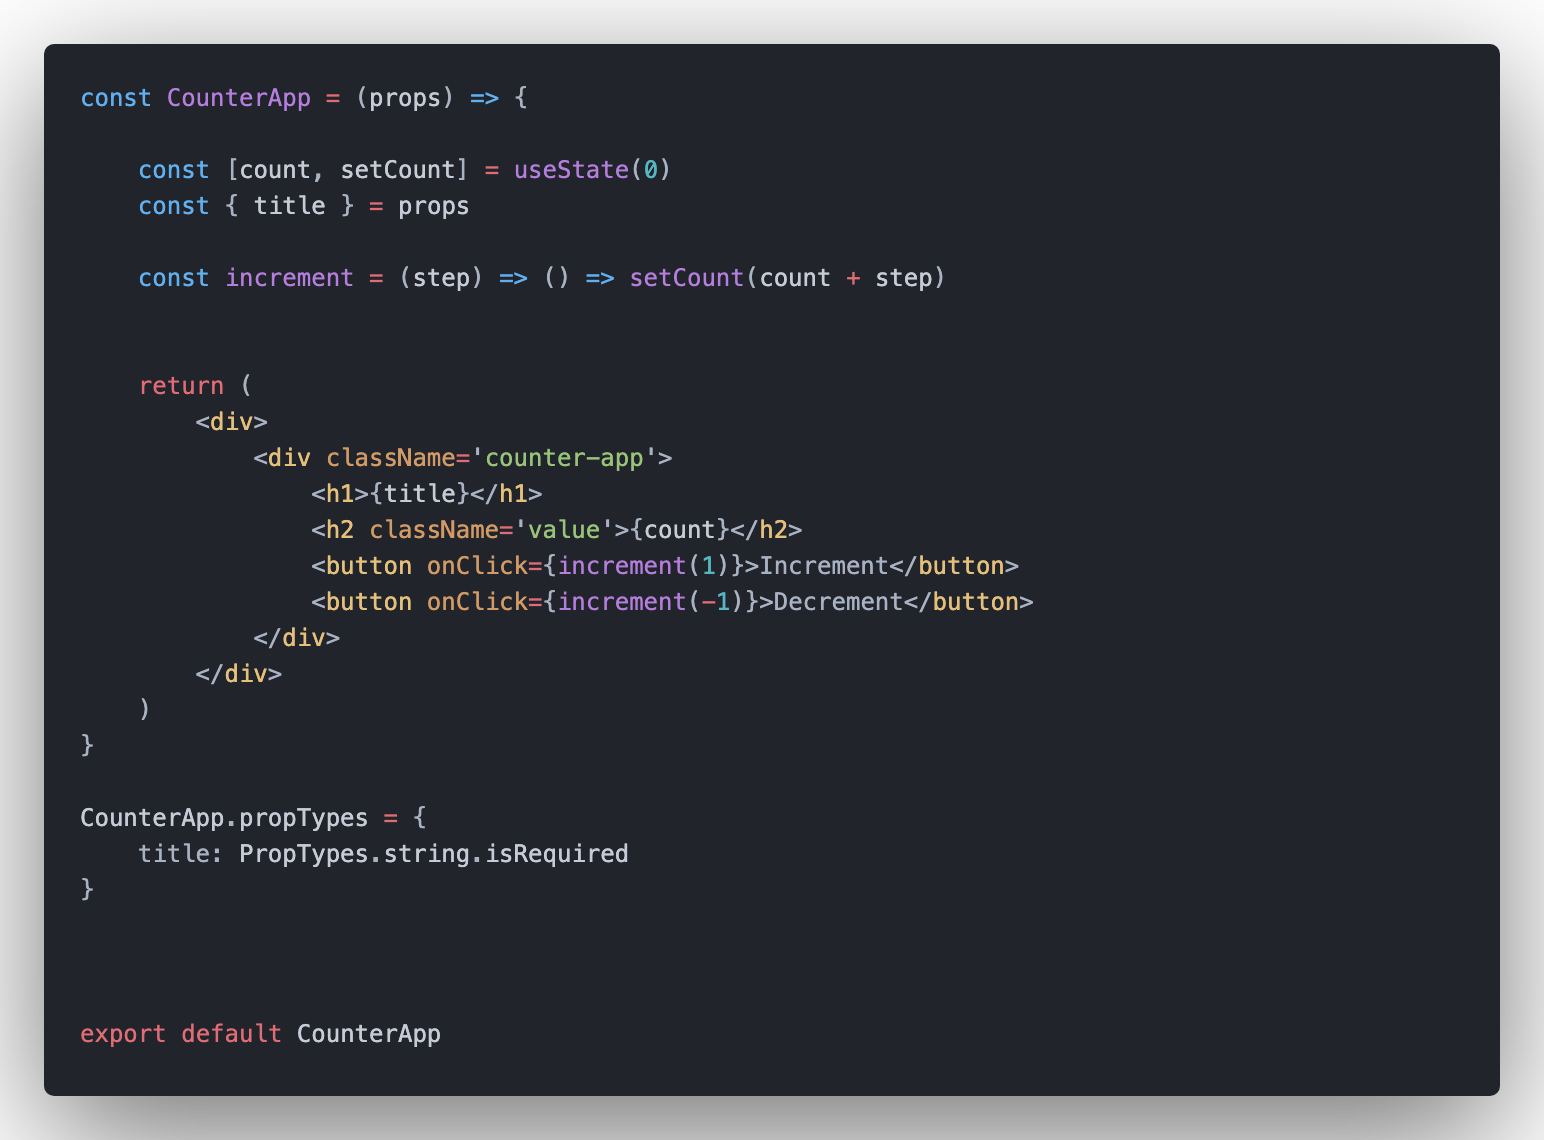 const CounterApp = (props) => {
    const [count, setCount] = useState(0)
    const { title } = props
    const increment = (step) => () => setCount(count + step)
    return (
        <div>
            <div className='counter-app'>
                <h1>{title}</h1>
                <h2 className='value'>{count}</h2>
                <button onClick={increment(1)}>Increment</button>
                <button onClick={increment(-1)}>Decrement</button>
            </div>
        </div>
    )
}
CounterApp.propTypes = {
    title: PropTypes.string.isRequired
}
export default CounterApp